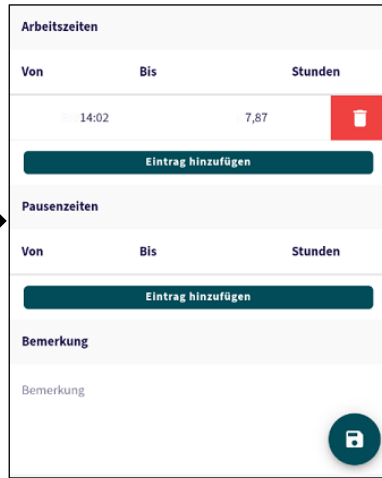 Arbeitszeiten
Von Bis Stunden
14:02 7,87
Eintrag hinzufügen
Pausenzeiten
Von Bis Stunden
Eintrag hinzufügen
Bemerkung
Bemerkung